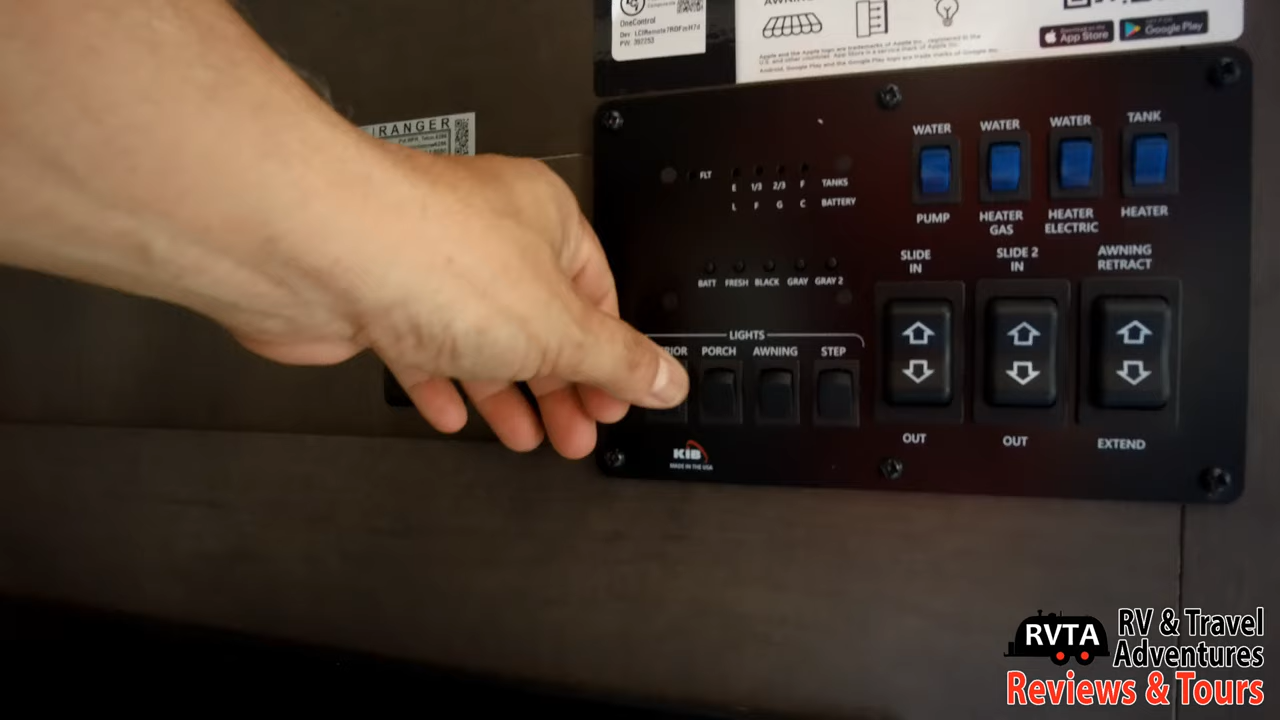 OneControl
App Store
Google Play
RANGER
FLT
E 1/3 2/3 F TANKS
L F G C BATTERY
BATT FRESH BLACK GRAY GRAY 2
WATER WATER WATER TANK
PUMP HEATER GAS HEATER ELECTRIC HEATER
SLIDE IN SLIDE 2 IN AWNING RETRACT
LIGHTS
PORCH AWNING STEP
OUT OUT EXTEND
KIB
MADE IN THE USA
RVTA
RV & Travel
Adventures
Reviews & Tours